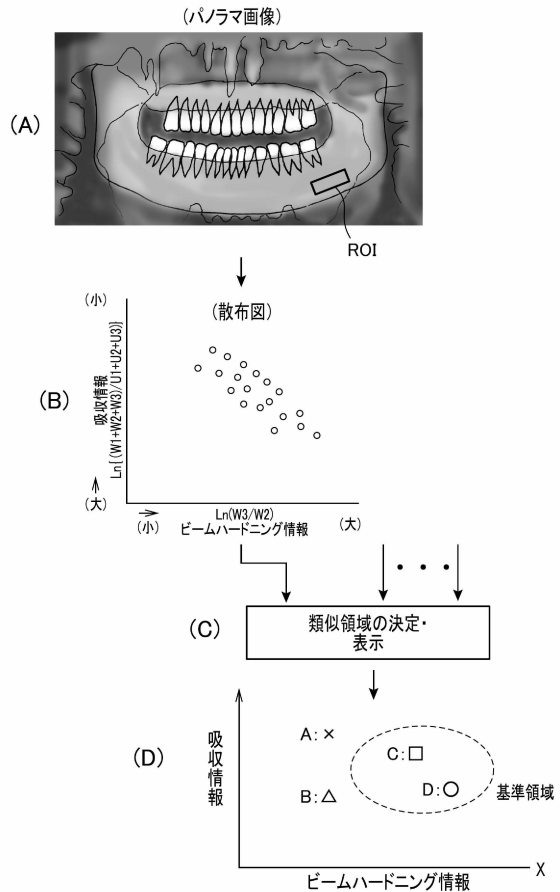 (パノラマ画像)
(A)
ROI
(小)
(散布図)
(B)
吸収情報
Ln{(W1+W2+W3)/U1+U2+U3)}
(大)
Ln(W3/W2)
(小)
ビームハードニング情報
(大)
(C)
類似領域の決定・
表示
(D)
吸収情報
A:×
C:□
B:△
D:○
基準領域
X
ビームハードニング情報